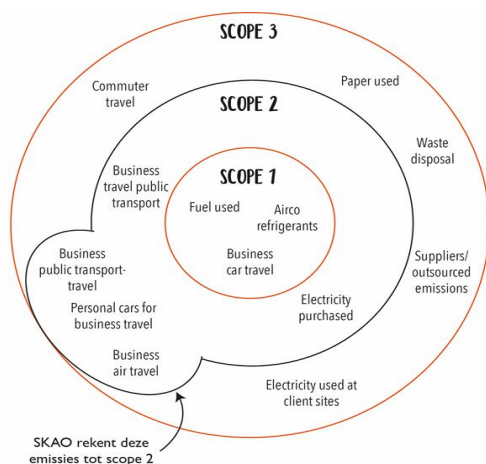 SCOPE 3
Commuter
travel
Paper used
SCOPE 2
Waste
disposal
Business
travel public
transport
SCOPE 1
Fuel used
Airco
refrigerants
Business
car travel
Business
public transport-
travel
Suppliers/
outsourced
emissions
Personal cars for
business travel
Electricity
purchased
Business
air travel
Electricity used at
client sites
SKAO rekent deze
emissies tot scope 2